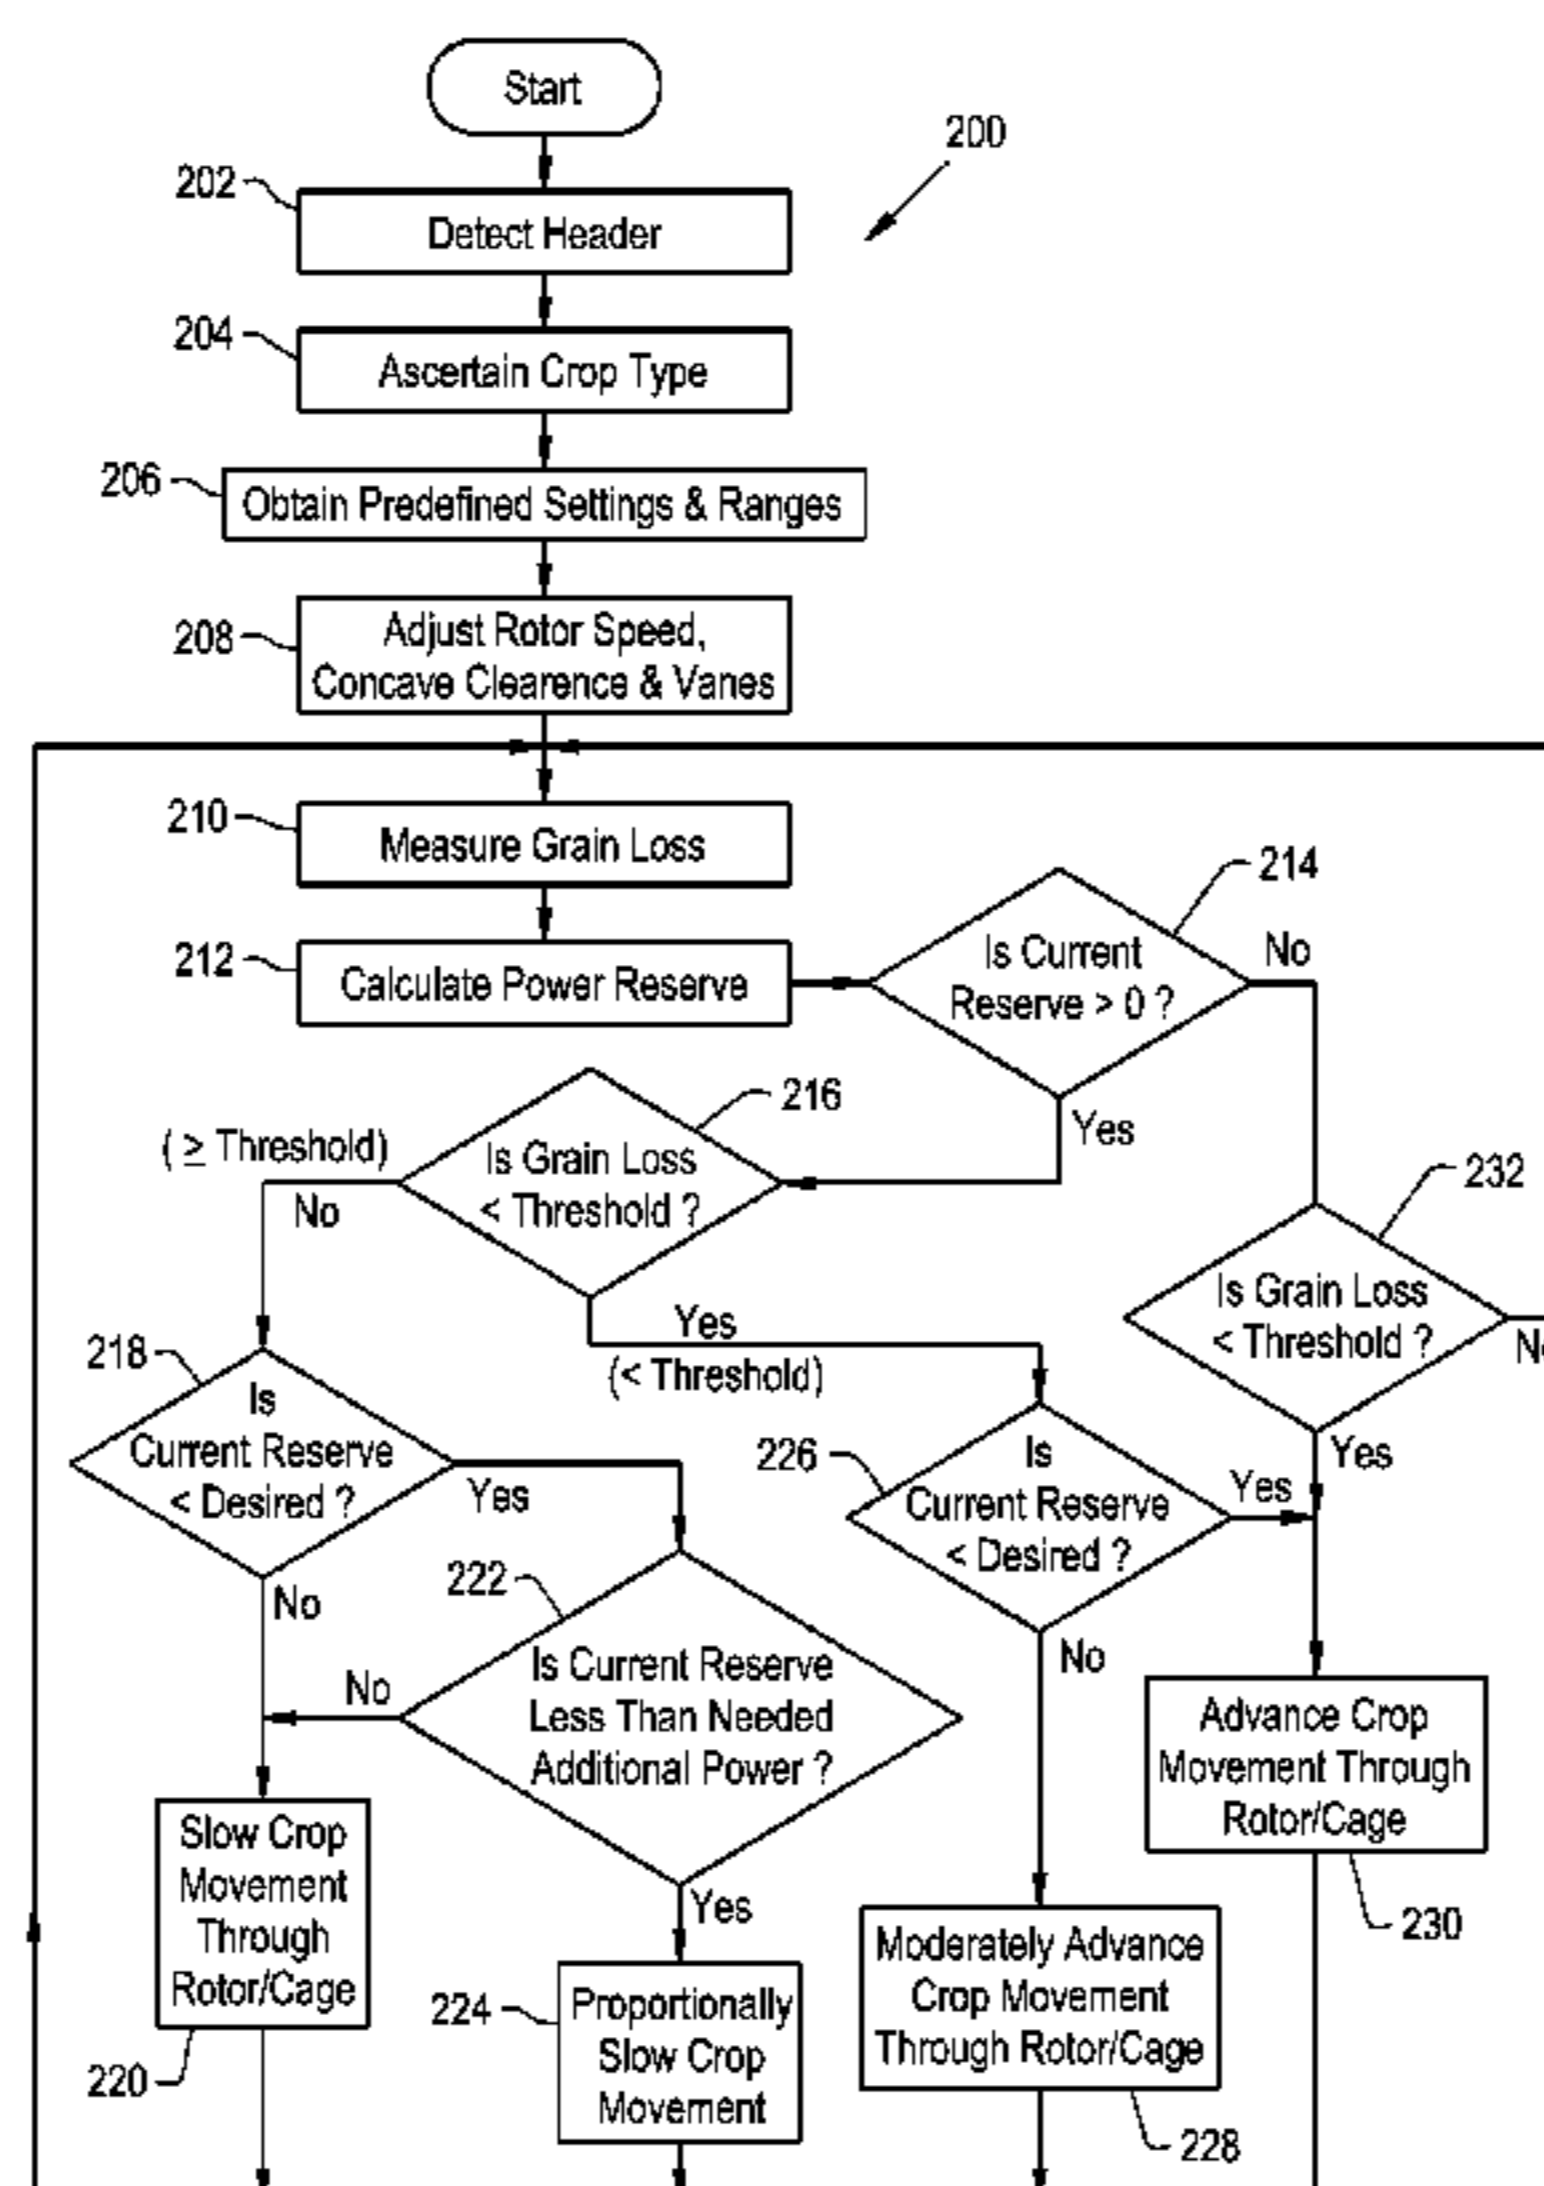 Start
200
202
Detect Header
204
Ascertain Crop Type
206
Obtain Predefined Settings & Ranges
208
Adjust Rotor Speed,
Concave Clearence & Vanes
210
Measure Grain Loss
212
Calculate Power Reserve
214
Is Current
Reserve > 0 ?
No
Yes
216
Is Grain Loss
< Threshold ?
( ≥ Threshold)
No
Yes
(< Threshold)
232
Is Grain Loss
< Threshold ?
Yes
218
Is
Current Reserve
< Desired ?
Yes
No
226
Is
Current Reserve
< Desired ?
Yes
No
222
Is Current Reserve
Less Than Needed
Additional Power ?
No
Yes
Slow Crop
Movement
Through
Rotor/Cage
220
224
Proportionally
Slow Crop
Movement
Moderately Advance
Crop Movement
Through Rotor/Cage
228
Advance Crop
Movement Through
Rotor/Cage
230